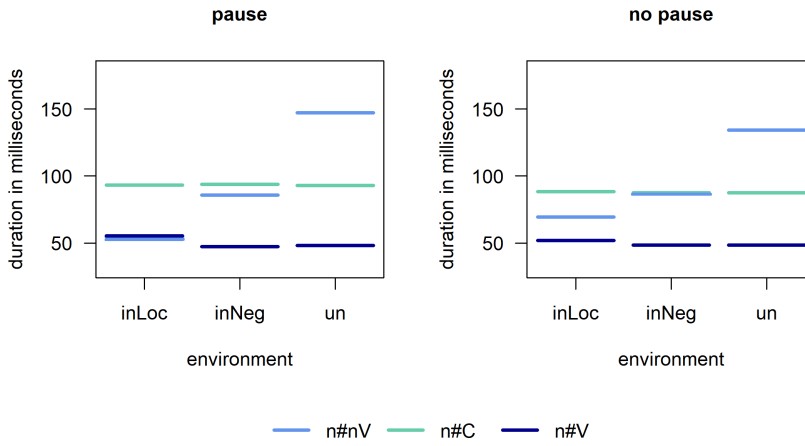 pause
no pause
duration in milliseconds
150
100
50
inLoc inNeg un
environment
duration in milliseconds
150
100
50
inLoc inNeg un
environment
n#nV n#C n#V